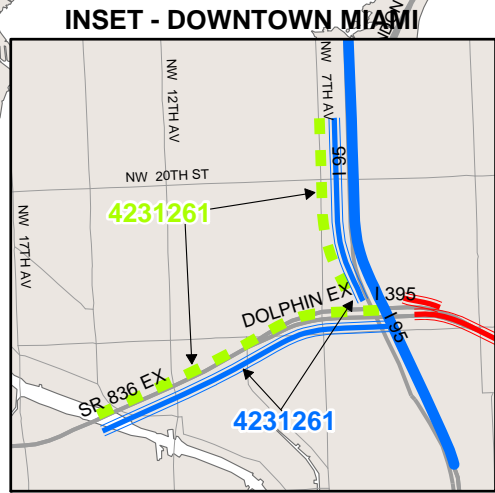 INSET - DOWNTOWN MIAMI
NW 7TH AV
NW 12TH AV
I 95
NW 20TH ST
4231261
NW 17TH AV
I 395
DOLPHIN EX
I 95
SR 836 EX
4231261